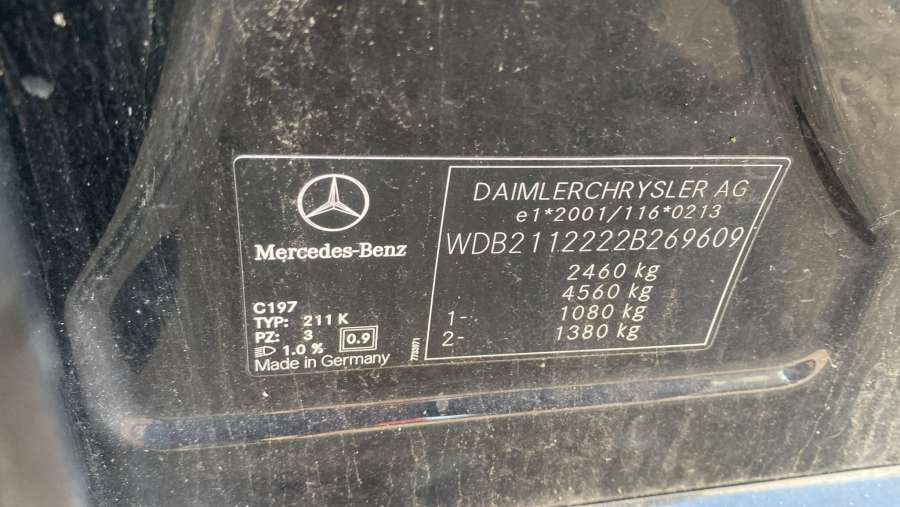 Mercedes-Benz
C197
TYP: 211 K
PZ: 3
0.9
1.0 %
Made in Germany
DAIMLERCHRYSLER AG
e1*2001/116*0213
WDB2112222B269609
2460 kg
4560 kg
1- 1080 kg
2- 1380 kg